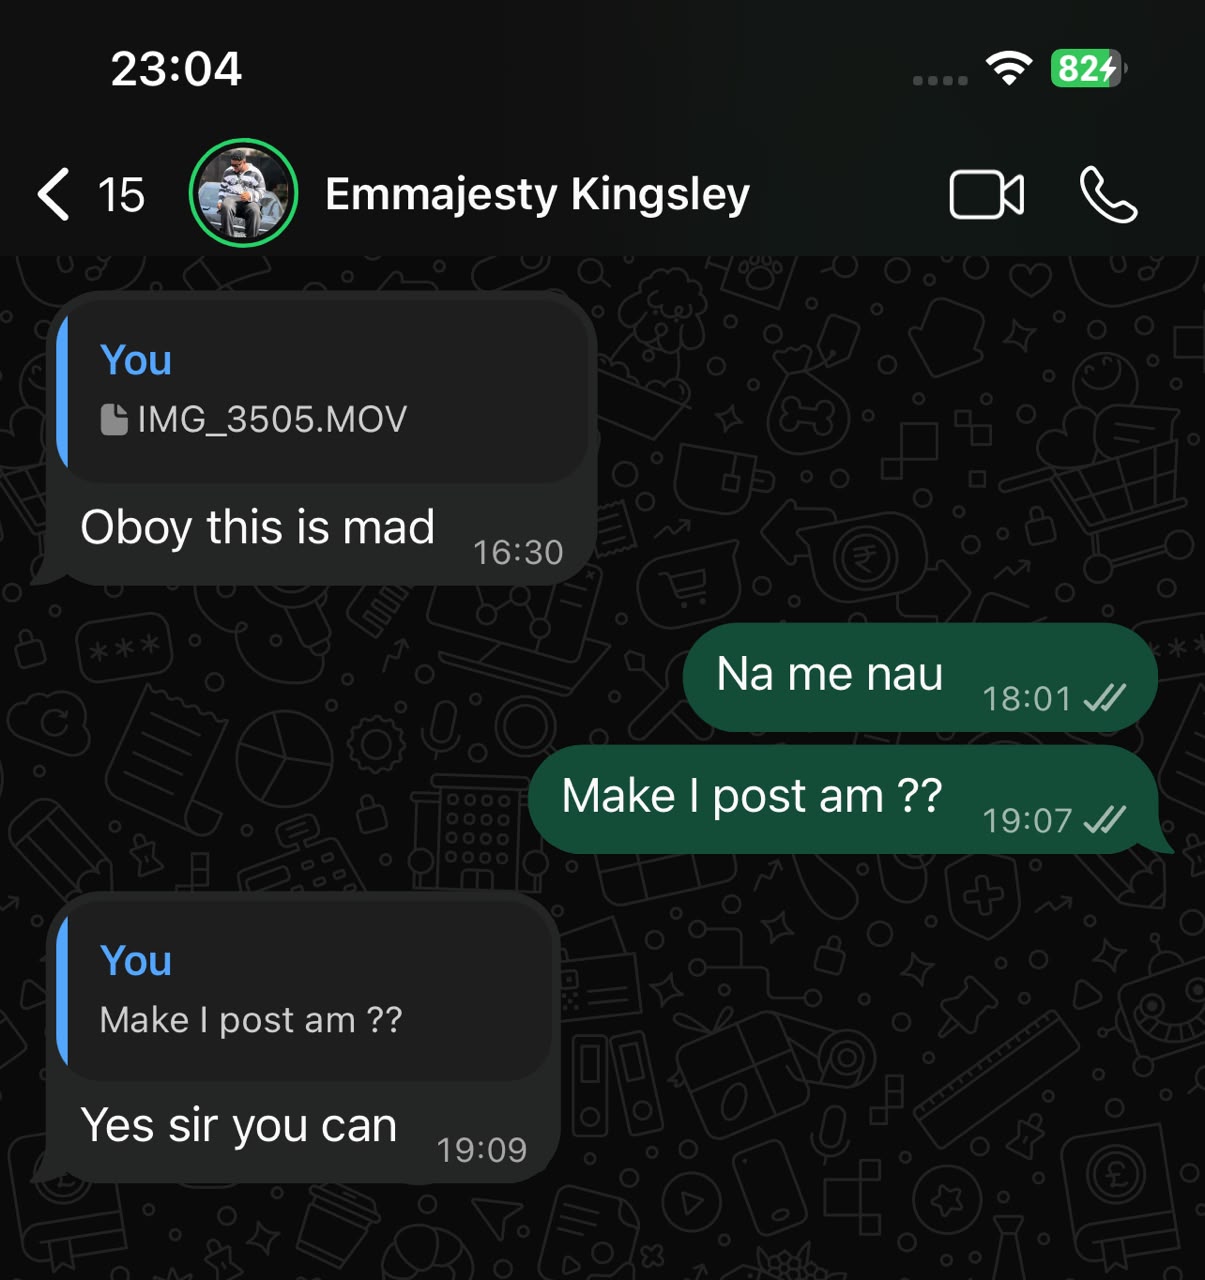 23:04
82
15
Emmajesty Kingsley
You
IMG_3505.MOV
Oboy this is mad
16:30
Na me nau
18:01
Make I post am ??
19:07
You
Make I post am ??
Yes sir you can
19:09